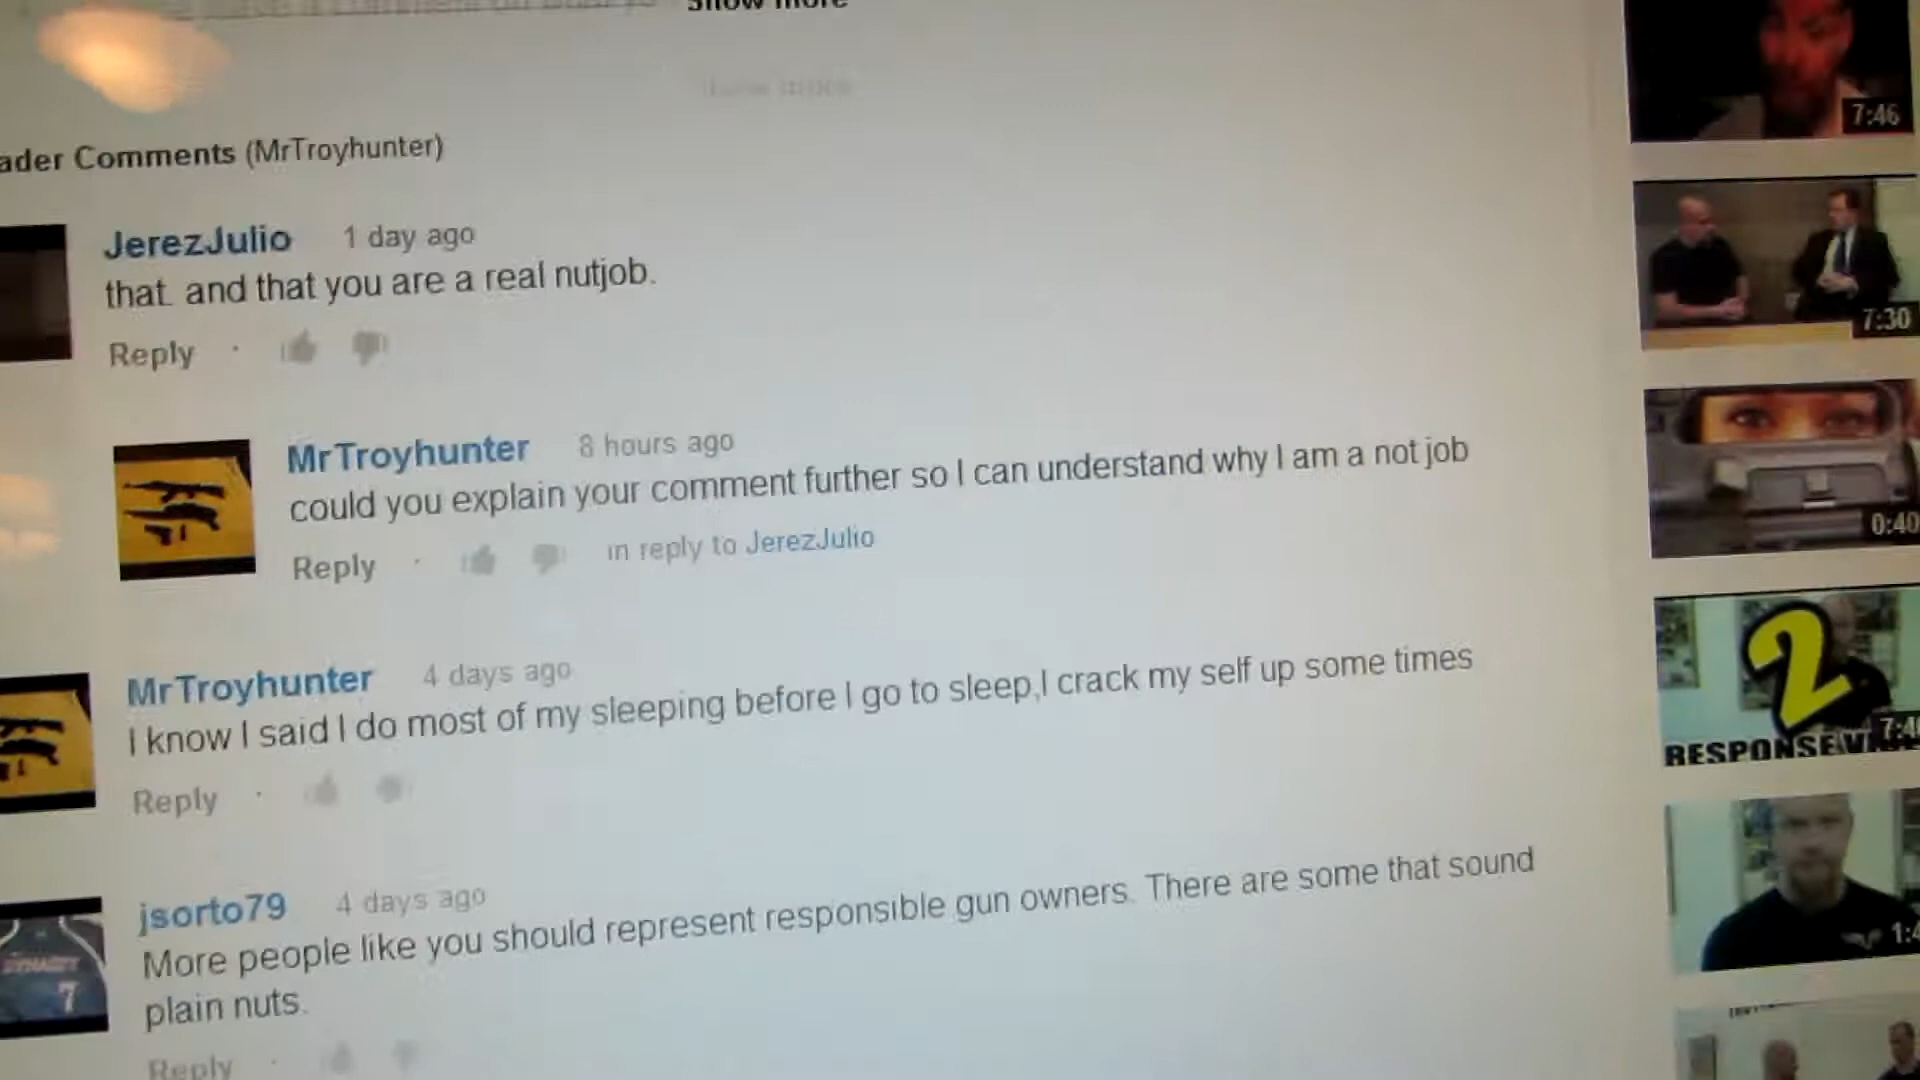 Show more
ader Comments (MrTroyhunter)
JerezJulio 1 day ago
that. and that you are a real nutjob.
Reply
MrTroyhunter 8 hours ago
could you explain your comment further so I can understand why I am a not job
Reply · in reply to JerezJulio
MrTroyhunter 4 days ago
I know I said I do most of my sleeping before I go to sleep,I crack my self up some times
Reply
jsorto79 4 days ago
More people like you should represent responsible gun owners. There are some that sound
plain nuts.
Reply
7
7:46
7:30
0:40
2
7:4
RESPONSE
1:4